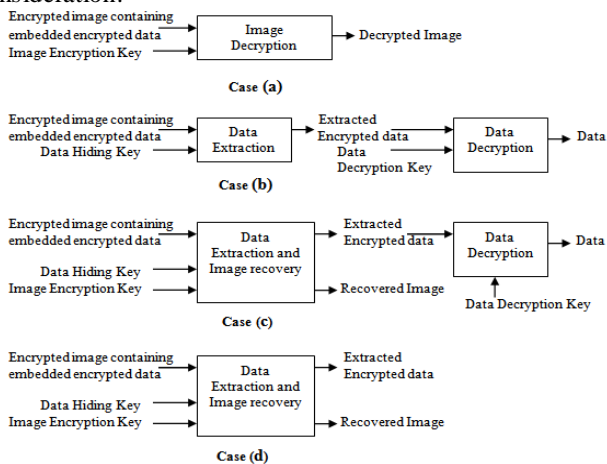 nsideration.
Encrypted image containing
embedded encrypted data
Image Encryption Key
Image
Decryption
Decrypted Image
Case (a)
Encrypted image containing
embedded encrypted data
Data Hiding Key
Data
Extraction
Extracted
Encrypted data
Data
Decryption Key
Data
Decryption
Data
Case (b)
Encrypted image containing
embedded encrypted data
Data Hiding Key
Image Encryption Key
Data
Extraction and
Image recovery
Extracted
Encrypted data
Recovered Image
Data
Decryption
Data
Data Decryption Key
Case (c)
Encrypted image containing
embedded encrypted data
Data Hiding Key
Image Encryption Key
Data
Extraction and
Image recovery
Extracted
Encrypted data
Recovered Image
Case (d)